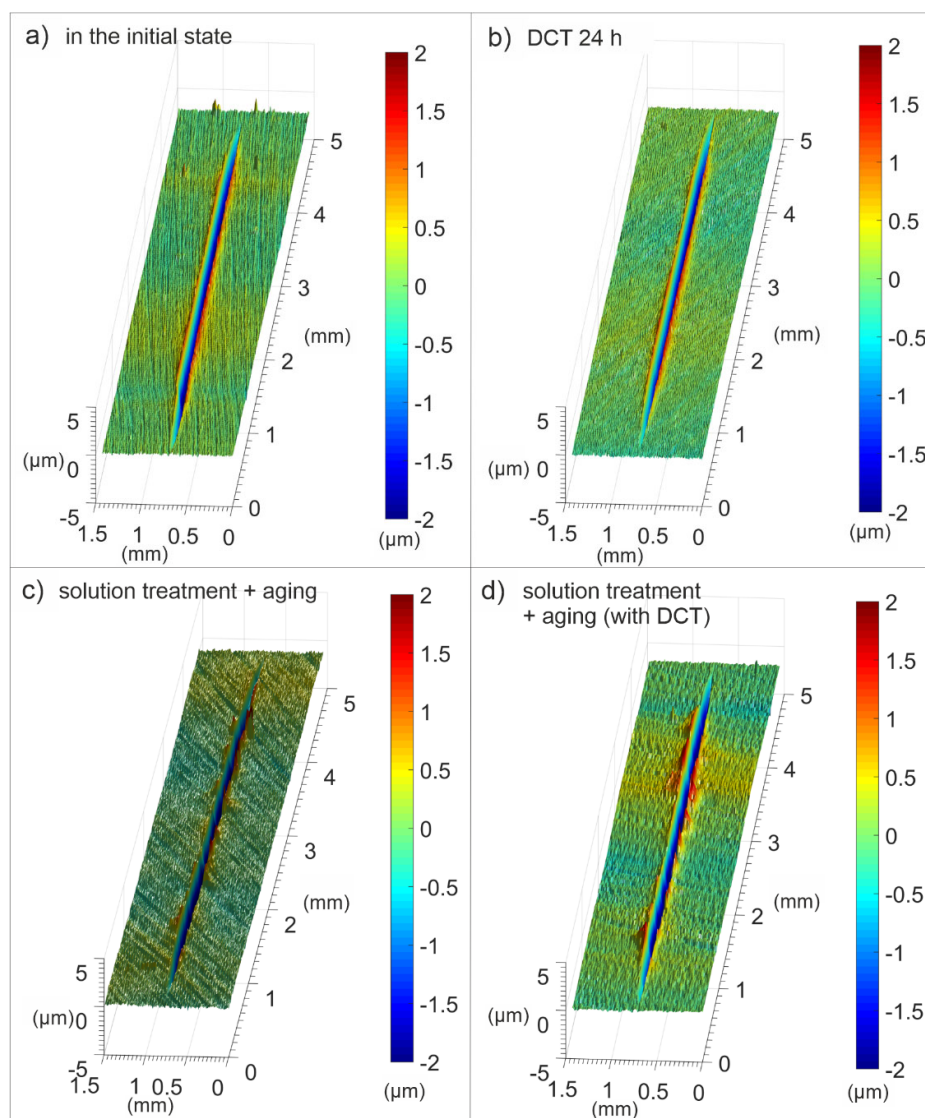 a) in the initial state
2
1.5
1
0.5
0
-0.5
-1
-1.5
-2
(µm)
5
4
3
(mm)
2
1
0
5
(µm) 0
-5
1.5 1 0.5 0
(mm)
b) DCT 24 h
2
1.5
1
0.5
0
-0.5
-1
-1.5
-2
(µm)
5
4
3
(mm)
2
1
0
5
(µm) 0
-5
1.5 1 0.5 0
(mm)
c) solution treatment + aging
2
1.5
1
0.5
0
-0.5
-1
-1.5
-2
(µm)
5
4
3
(mm)
2
1
0
5
(µm) 0
-5
1.5 1 0.5 0
(mm)
d) solution treatment
+ aging (with DCT)
2
1.5
1
0.5
0
-0.5
-1
-1.5
-2
(µm)
5
4
3
(mm)
2
1
0
5
(µm) 0
-5
1.5 1 0.5 0
(mm)